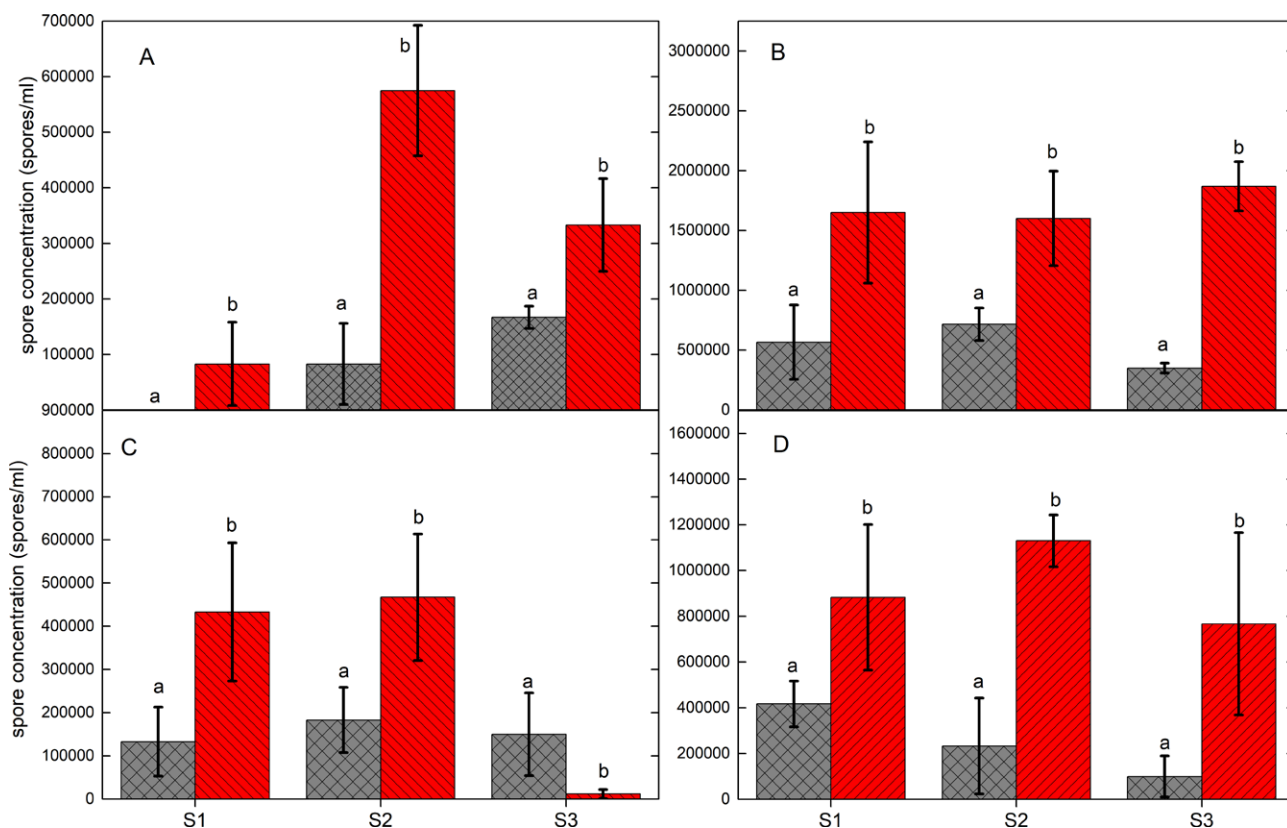 700000
A
b
600000
500000
400000
b
300000
200000
b
a
a
100000
a
900000
spore concentration (spores/ml)
3000000
B
2500000
b
b
b
2000000
1500000
1000000
a
a
500000
a
0
C
800000
700000
600000
b
b
500000
400000
300000
a
a
a
200000
100000
b
0
S1
S2
S3
spore concentration (spores/ml)
1600000
D
1400000
b
b
b
1200000
1000000
800000
600000
a
400000
a
200000
a
0
S1
S2
S3